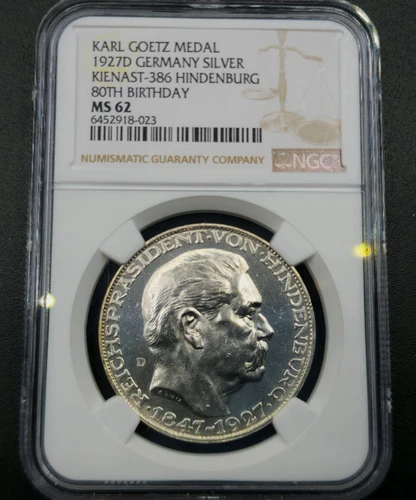 KARL GOETZ MEDAL
1927D GERMANY SILVER
KIENAST-386 HINDENBURG
80TH BIRTHDAY
MS 62
6452918-023
NUMISMATIC GUARANTY COMPANY
NGC
REICHSPRÄSIDENT·VON·HINDENBURG·
D
·1847-1927·